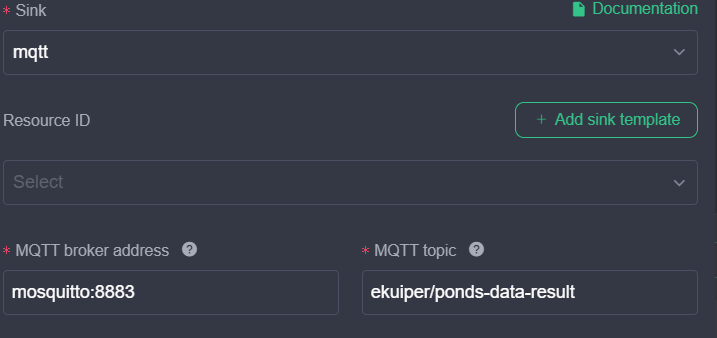 * Sink
Documentation
mqtt
Resource ID
+ Add sink template
Select
* MQTT broker address ?
* MQTT topic ?
mosquitto:8883
ekuiper/ponds-data-result